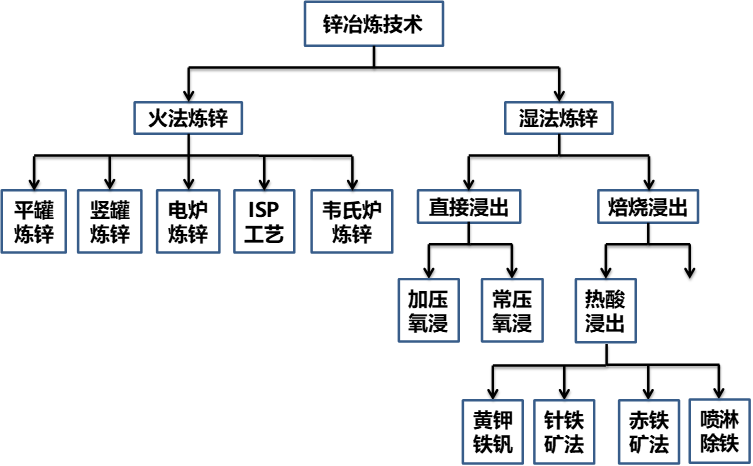 锌冶炼技术
火法炼锌
湿法炼锌
平罐
炼锌
竖罐
炼锌
电炉
炼锌
ISP
工艺
韦氏炉
炼锌
直接浸出
焙烧浸出
加压
氧浸
常压
氧浸
热酸
浸出
黄钾
铁钒
针铁
矿法
赤铁
矿法
喷淋
除铁